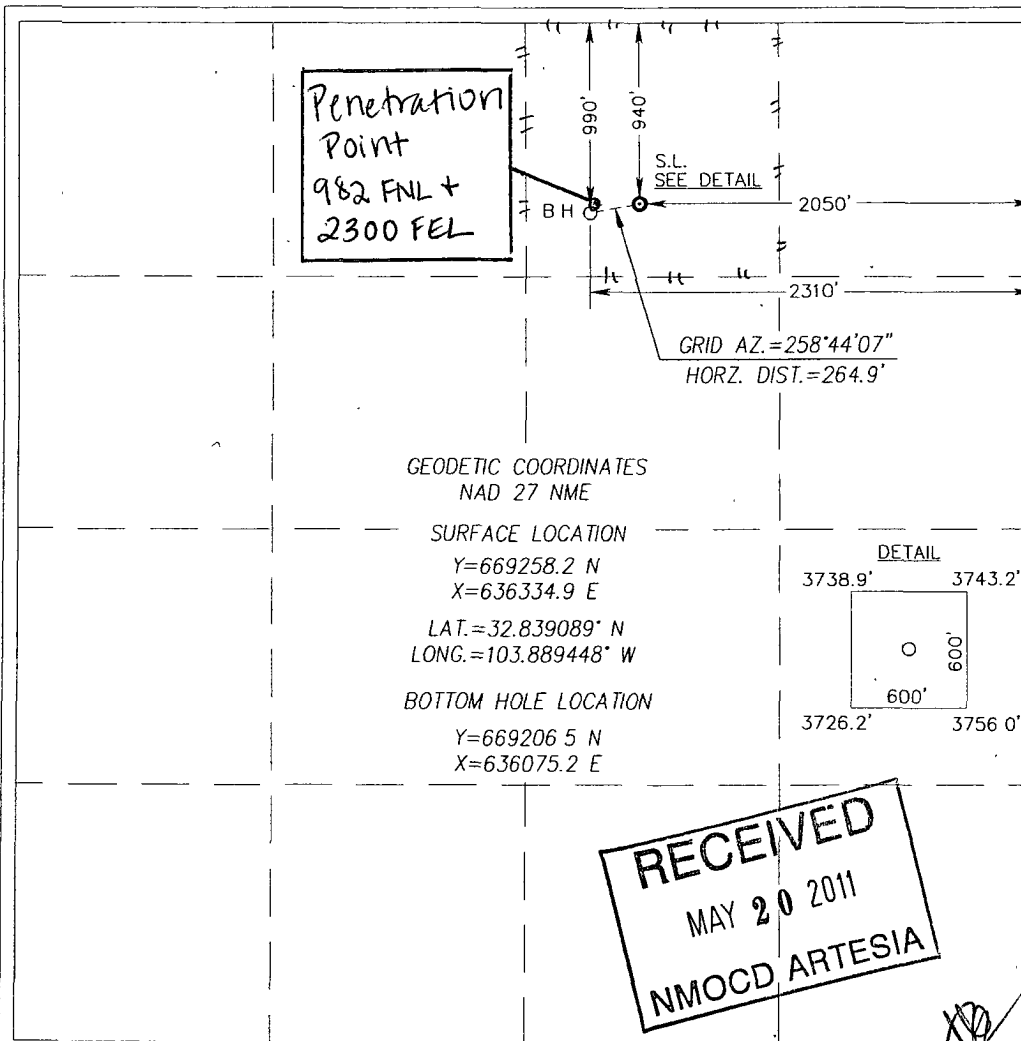 Penetration
Point
982 FNL +
2300 FEL
990'
940'
S.L.
SEE DETAIL
BH
2050'
2310'
GRID AZ.=258°44'07"
HORZ. DIST.=264.9'
GEODETIC COORDINATES
NAD 27 NME
SURFACE LOCATION
Y=669258.2 N
X=636334.9 E
LAT.=32.839089° N
LONG.=103.889448° W
BOTTOM HOLE LOCATION
Y=669206 5 N
X=636075.2 E
DETAIL
3738.9' 3743.2'
600'
600'
3726.2' 3756 0'
RECEIVED
MAY 20 2011
NMOCD ARTESIA